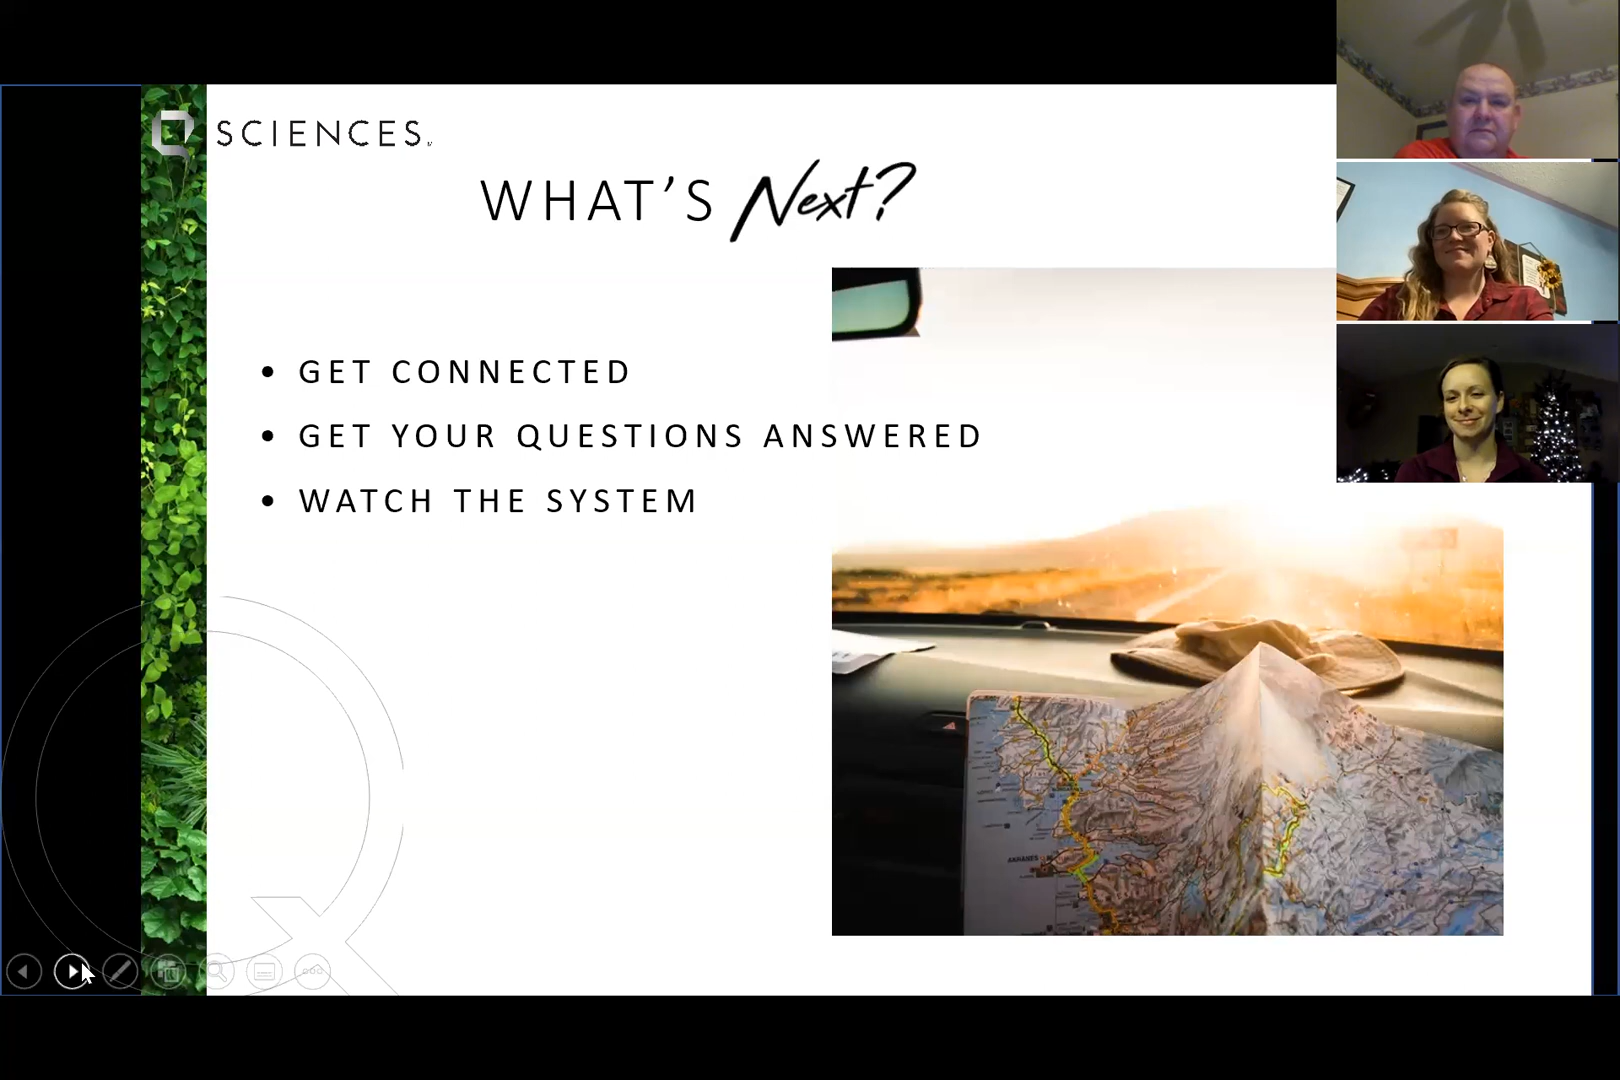 SCIENCES
WHAT'S Next?
• GET CONNECTED
• GET YOUR QUESTIONS ANSWERED
• WATCH THE SYSTEM